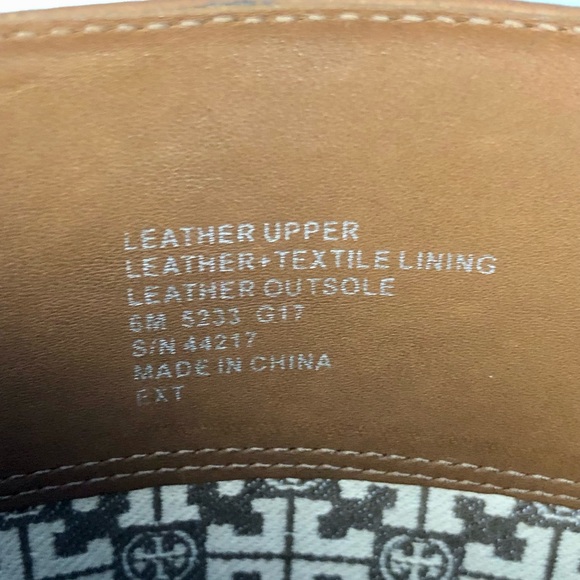 LEATHER UPPER
LEATHER+TEXTILE LINING
LEATHER OUTSOLE
6M 5233 G17
S/N 44217
MADE IN CHINA
EXT